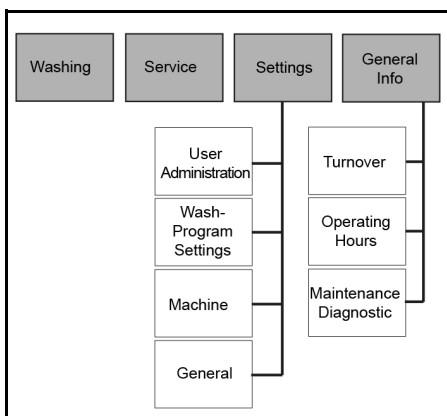 Washing
Service
Settings
General
Info
User
Administration
Wash-
Program
Settings
Machine
General
Turnover
Operating
Hours
Maintenance
Diagnostic